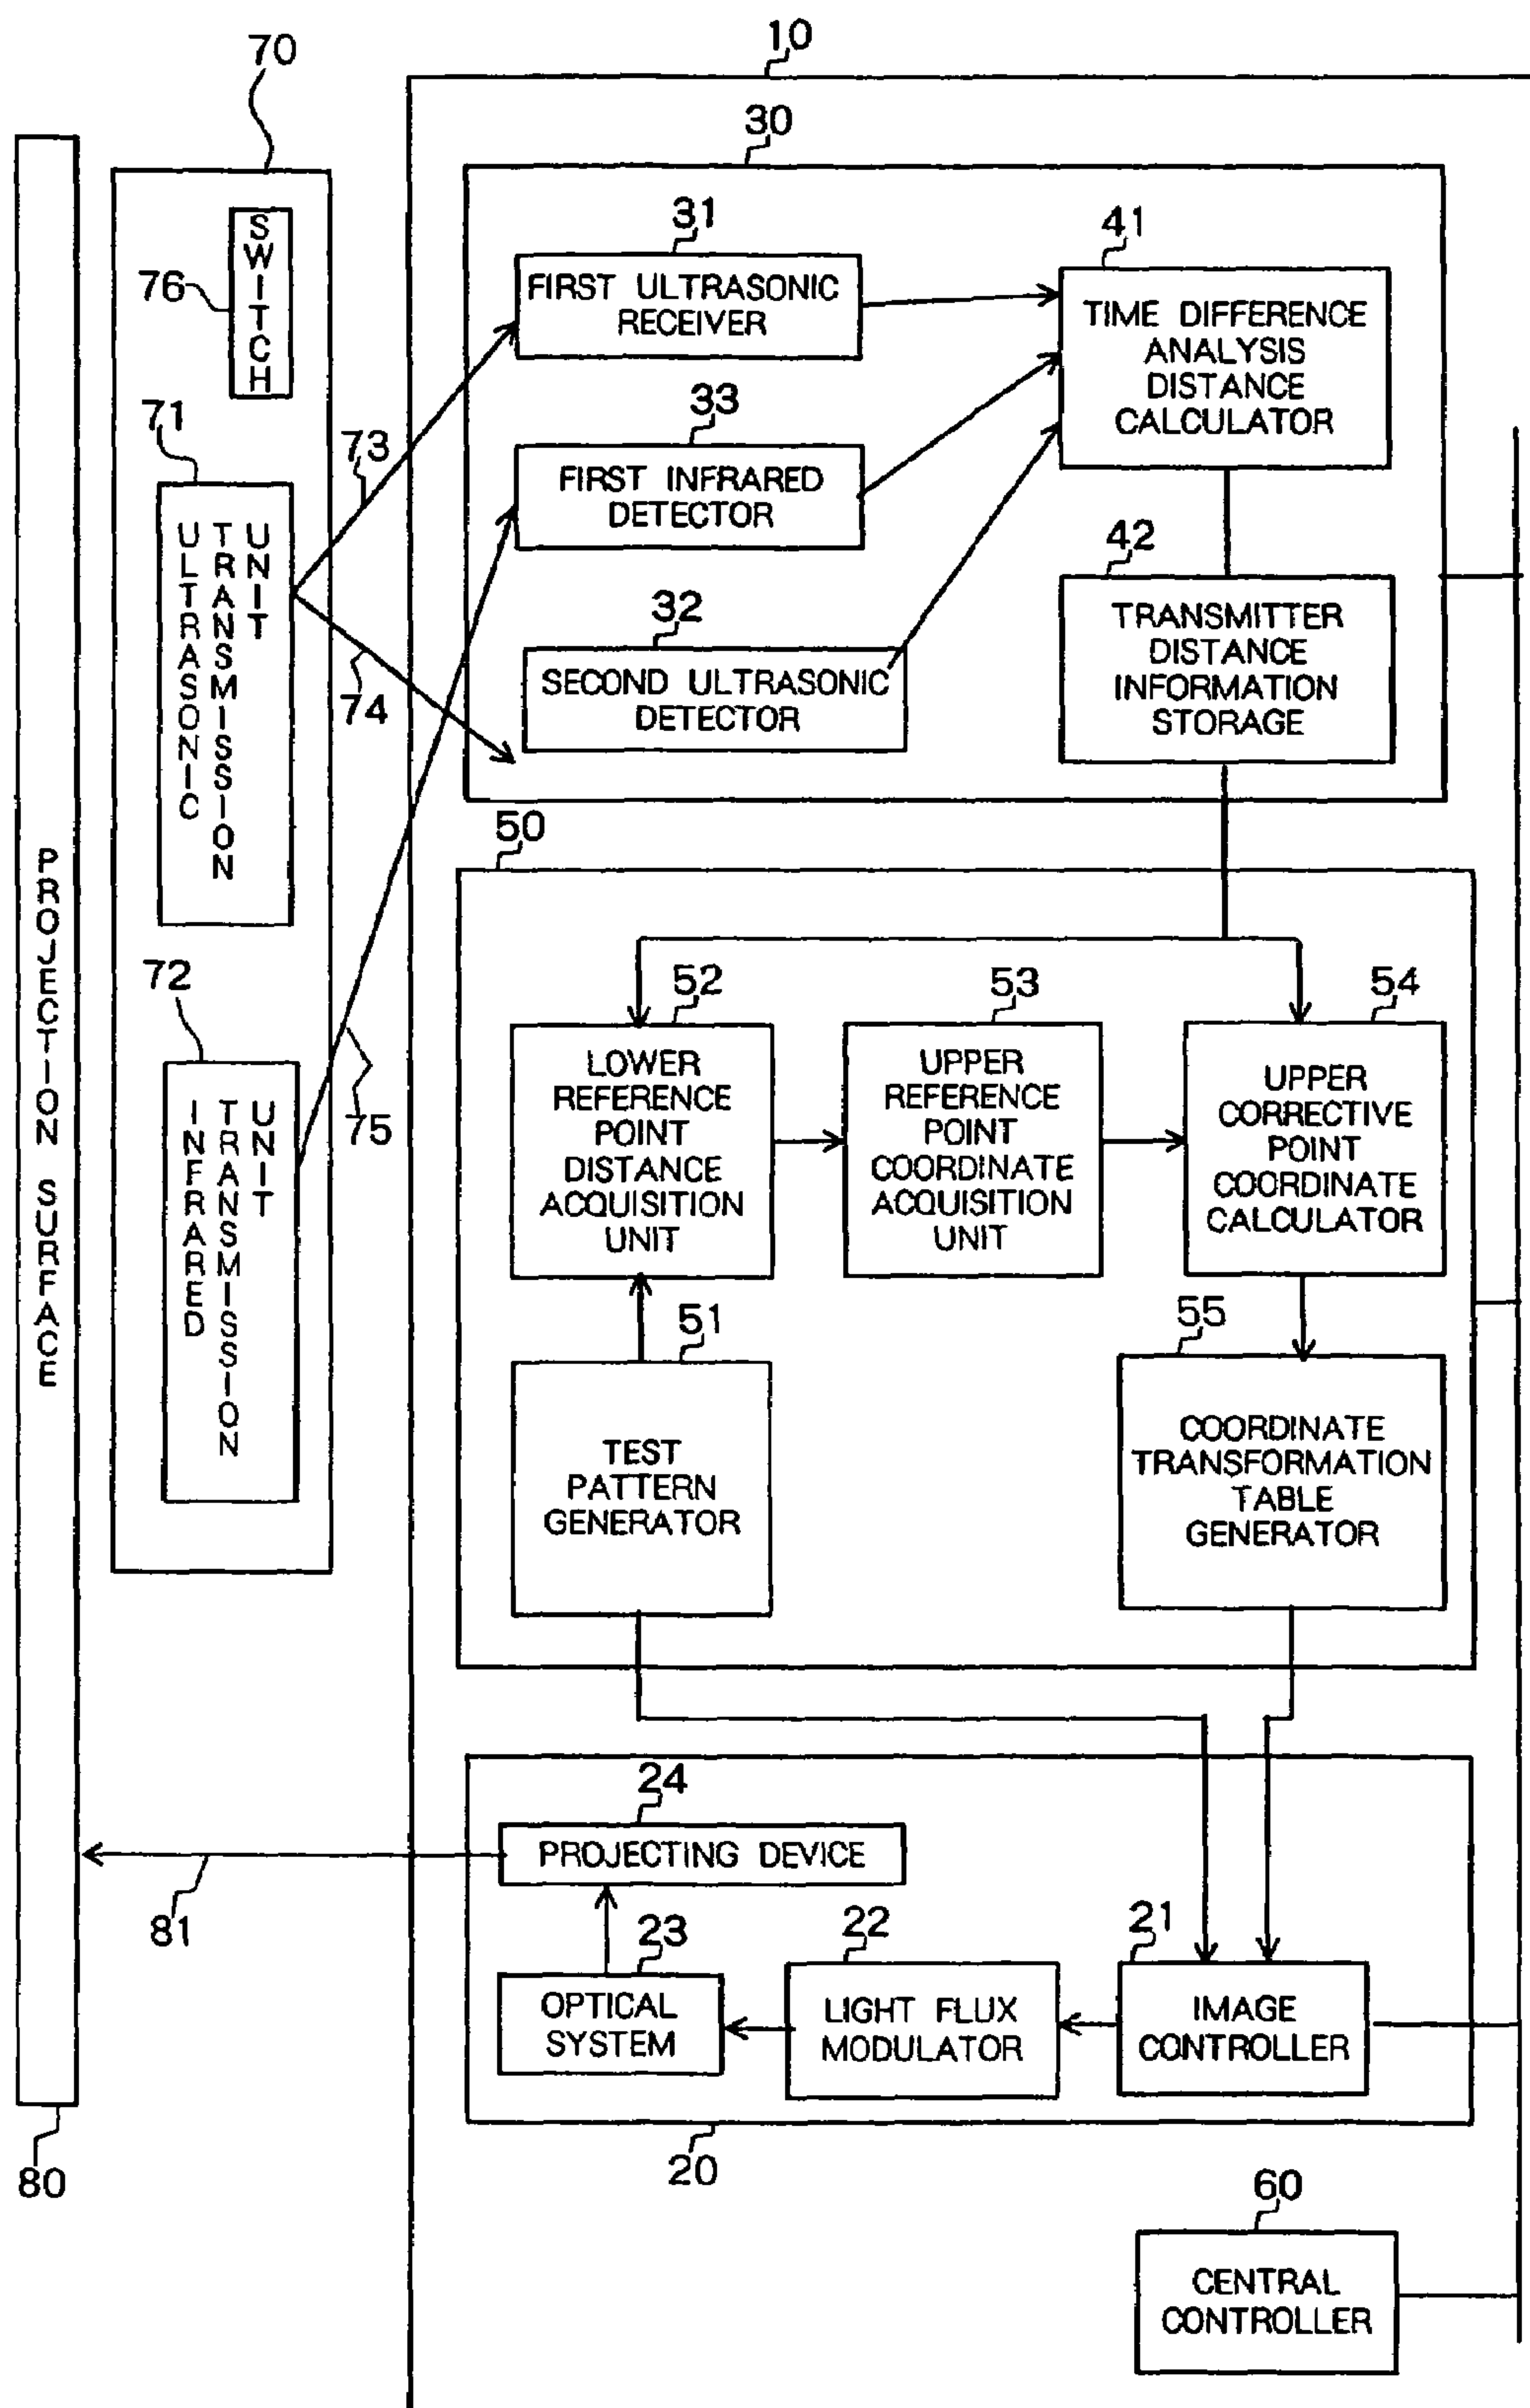 10
70
30
SWITCH
76
31
FIRST ULTRASONIC
RECEIVER
41
TIME DIFFERENCE
ANALYSIS
DISTANCE
CALCULATOR
33
FIRST INFRARED
DETECTOR
71
ULTRASONIC
TRANSMISSION
UNIT
73
74
42
TRANSMITTER
DISTANCE
INFORMATION
STORAGE
32
SECOND ULTRASONIC
DETECTOR
50
PROJECTION SURFACE
72
INFRARED
TRANSMISSION
UNIT
75
52
LOWER
REFERENCE
POINT
DISTANCE
ACQUISITION
UNIT
53
UPPER
REFERENCE
POINT
COORDINATE
ACQUISITION
UNIT
54
UPPER
CORRECTIVE
POINT
COORDINATE
CALCULATOR
51
TEST
PATTERN
GENERATOR
55
COORDINATE
TRANSFORMATION
TABLE
GENERATOR
24
PROJECTING DEVICE
81
23
OPTICAL
SYSTEM
22
LIGHT FLUX
MODULATOR
21
IMAGE
CONTROLLER
20
80
60
CENTRAL
CONTROLLER